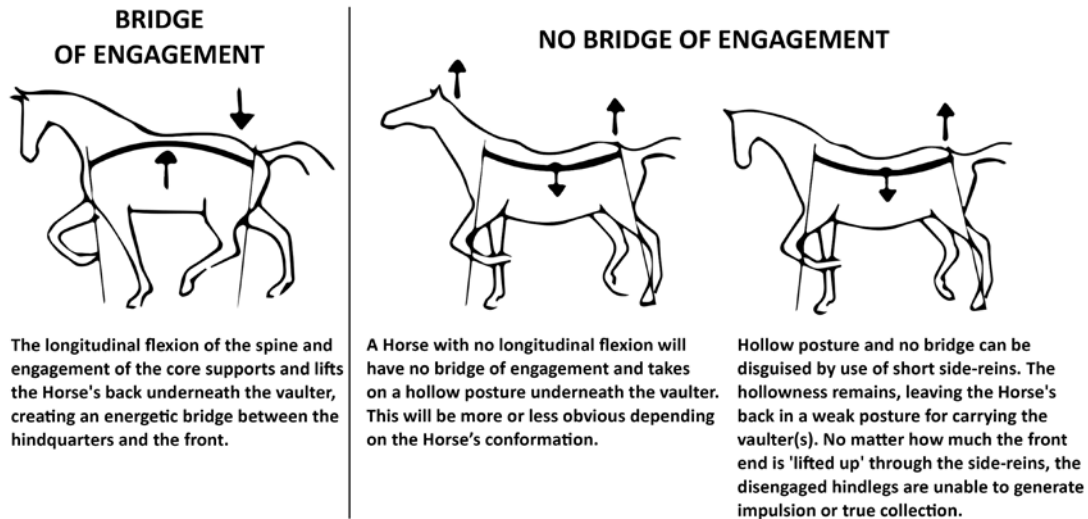 BRIDGE
OF ENGAGEMENT
The longitudinal flexion of the spine and
engagement of the core supports and lifts
the Horse's back underneath the vaulter,
creating an energetic bridge between the
hindquarters and the front.
NO BRIDGE OF ENGAGEMENT
A Horse with no longitudinal flexion will
have no bridge of engagement and takes
on a hollow posture underneath the vaulter.
This will be more or less obvious depending
on the Horse’s conformation.
Hollow posture and no bridge can be
disguised by use of short side-reins. The
hollowness remains, leaving the Horse's
back in a weak posture for carrying the
vaulter(s). No matter how much the front
end is 'lifted up' through the side-reins, the
disengaged hindlegs are unable to generate
impulsion or true collection.